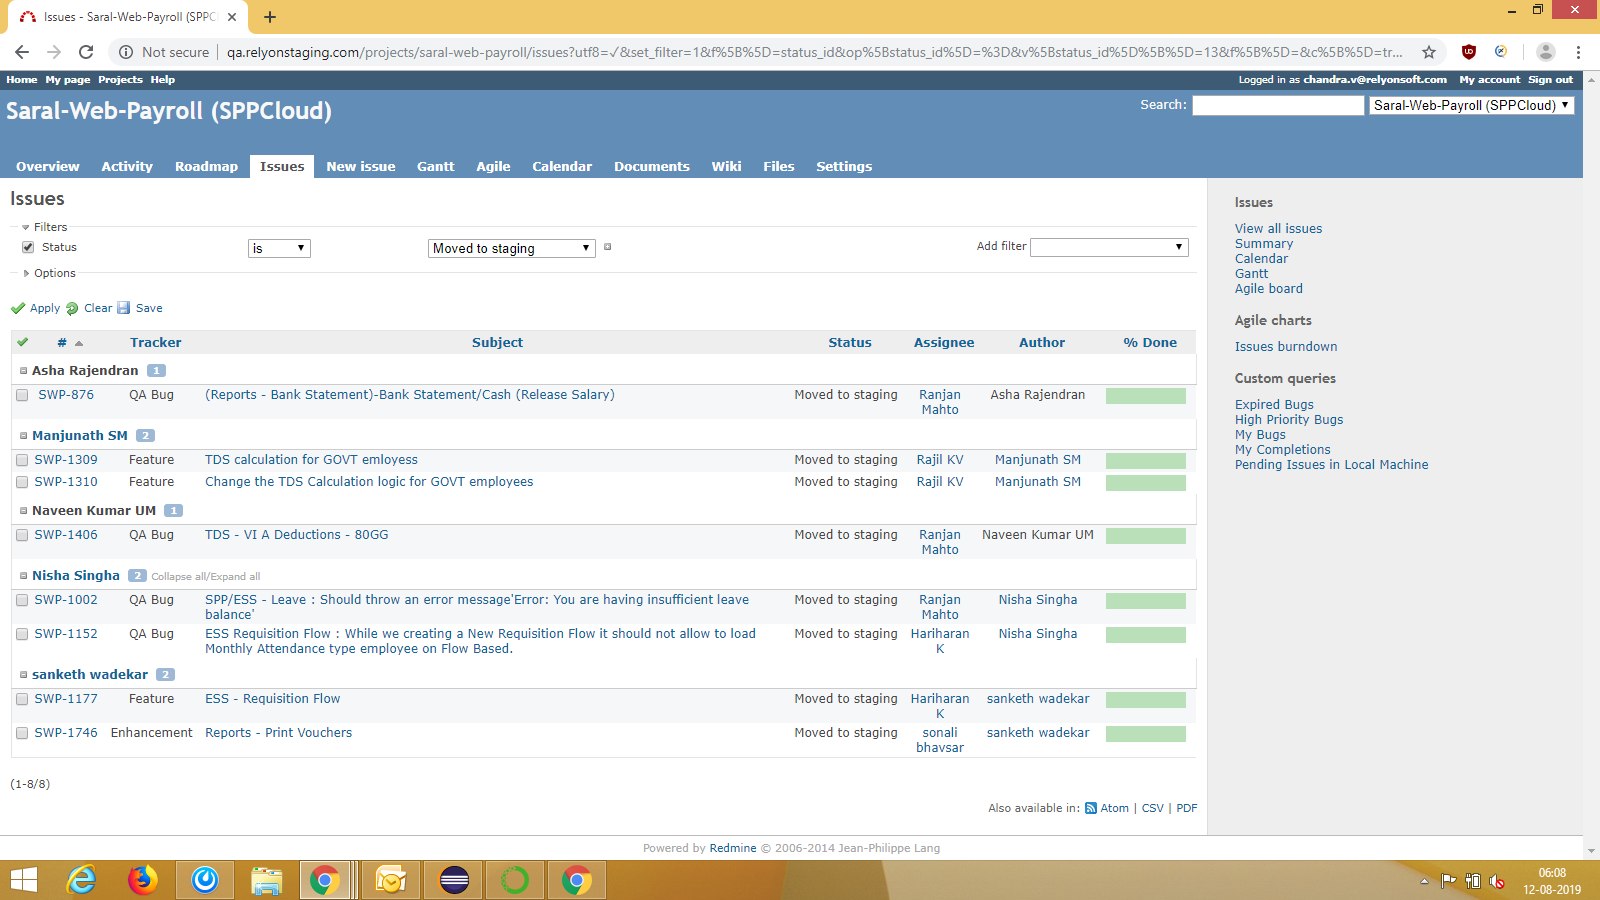 Issues - Saral-Web-Payroll (SPPC
Not secure | qa.relyonstaging.com/projects/saral-web-payroll/issues?utf8=✓&set_filter=1&f%5B%5D=status_id&op%5Bstatus_id%5D=%3D&v%5Bstatus_id%5D%5B%5D=13&f%5B%5D=&c%5B%5D=tr...
Home My page Projects Help
Logged in as chandra.v@relyonsoft.com My account Sign out
Saral-Web-Payroll (SPPCloud)
Search: Saral-Web-Payroll (SPPCloud)
Overview Activity Roadmap Issues New issue Gantt Agile Calendar Documents Wiki Files Settings
Issues
Filters
Status is Moved to staging Add filter
Options
Apply Clear Save
# Tracker Subject Status Assignee Author % Done
Asha Rajendran 1
SWP-876 QA Bug (Reports - Bank Statement)-Bank Statement/Cash (Release Salary) Moved to staging Ranjan Mahto Asha Rajendran
Manjunath SM 2
SWP-1309 Feature TDS calculation for GOVT emloyess Moved to staging Rajil KV Manjunath SM
SWP-1310 Feature Change the TDS Calculation logic for GOVT employees Moved to staging Rajil KV Manjunath SM
Naveen Kumar UM 1
SWP-1406 QA Bug TDS - VI A Deductions - 80GG Moved to staging Ranjan Mahto Naveen Kumar UM
Nisha Singha 2 Collapse all/Expand all
SWP-1002 QA Bug SPP/ESS - Leave : Should throw an error message'Error: You are having insufficient leave balance' Moved to staging Ranjan Mahto Nisha Singha
SWP-1152 QA Bug ESS Requisition Flow : While we creating a New Requisition Flow it should not allow to load Monthly Attendance type employee on Flow Based. Moved to staging Hariharan K Nisha Singha
sanketh wadekar 2
SWP-1177 Feature ESS - Requisition Flow Moved to staging Hariharan K sanketh wadekar
SWP-1746 Enhancement Reports - Print Vouchers Moved to staging sonali bhavsar sanketh wadekar
(1-8/8)
Also available in: Atom | CSV | PDF
Issues
View all issues
Summary
Calendar
Gantt
Agile board
Agile charts
Issues burndown
Custom queries
Expired Bugs
High Priority Bugs
My Bugs
My Completions
Pending Issues in Local Machine
Powered by Redmine © 2006-2014 Jean-Philippe Lang
06:08
12-08-2019